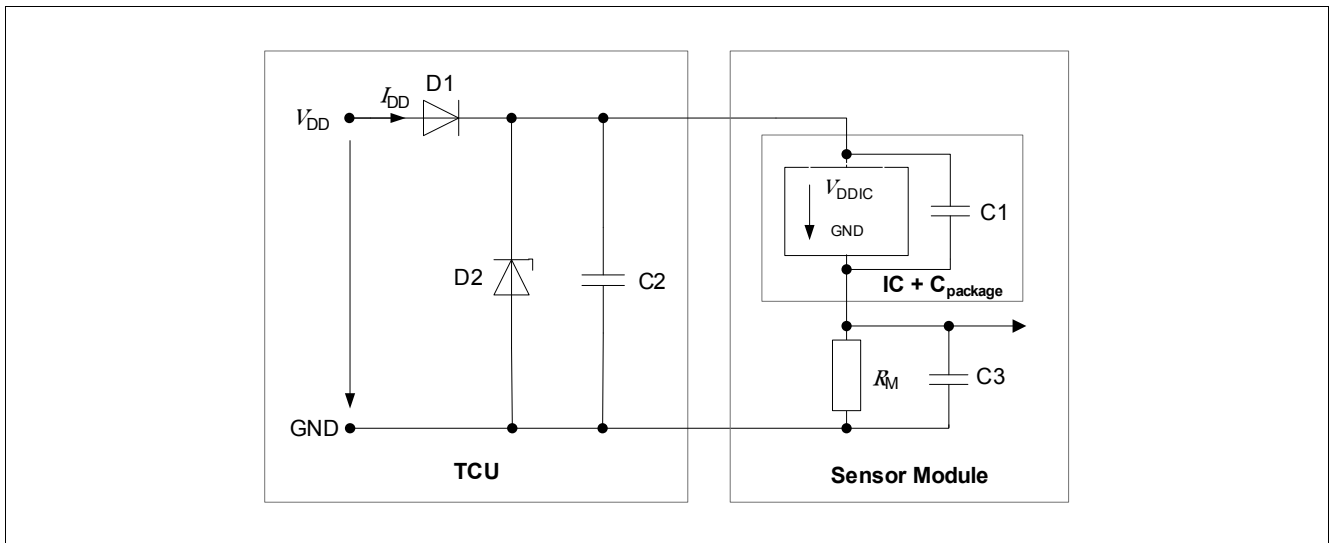 D1
I_DD
V_DD
V_DDIC
C1
GND
D2
C2
IC + C_package
R_M
C3
GND
TCU
Sensor Module